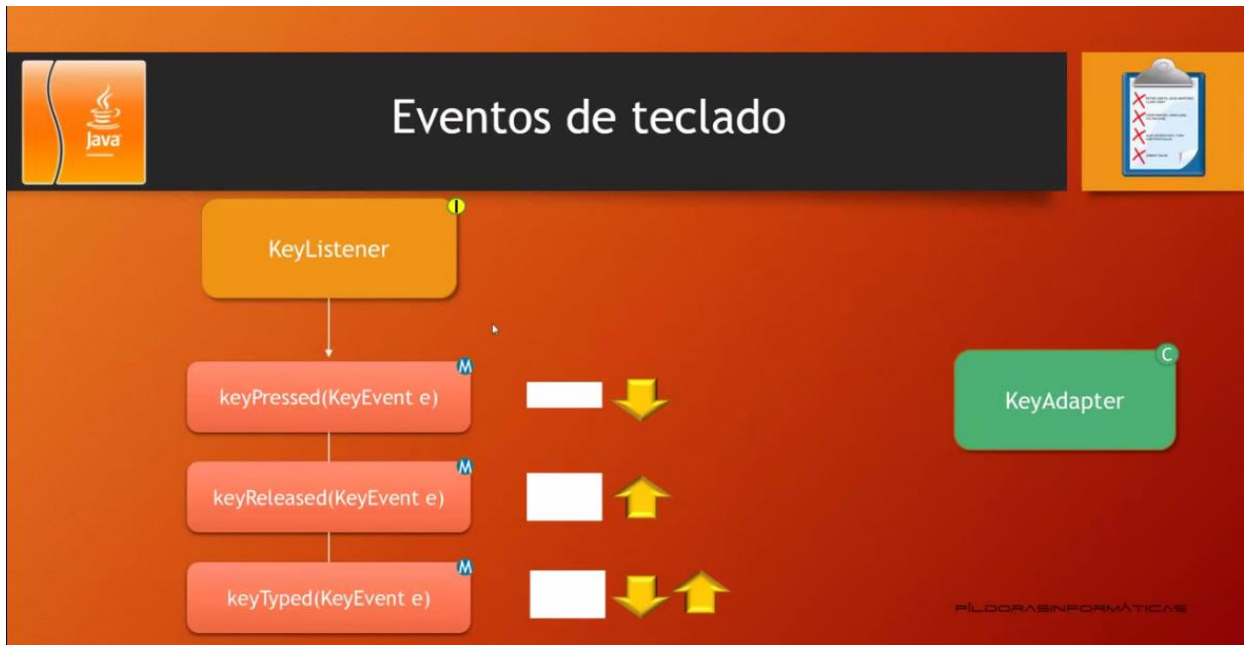 Java
Eventos de teclado
I
KeyListener
M
keyPressed(KeyEvent e)
C
KeyAdapter
M
keyReleased(KeyEvent e)
M
keyTyped(KeyEvent e)
PÍLDORASINFORMÁTICAS